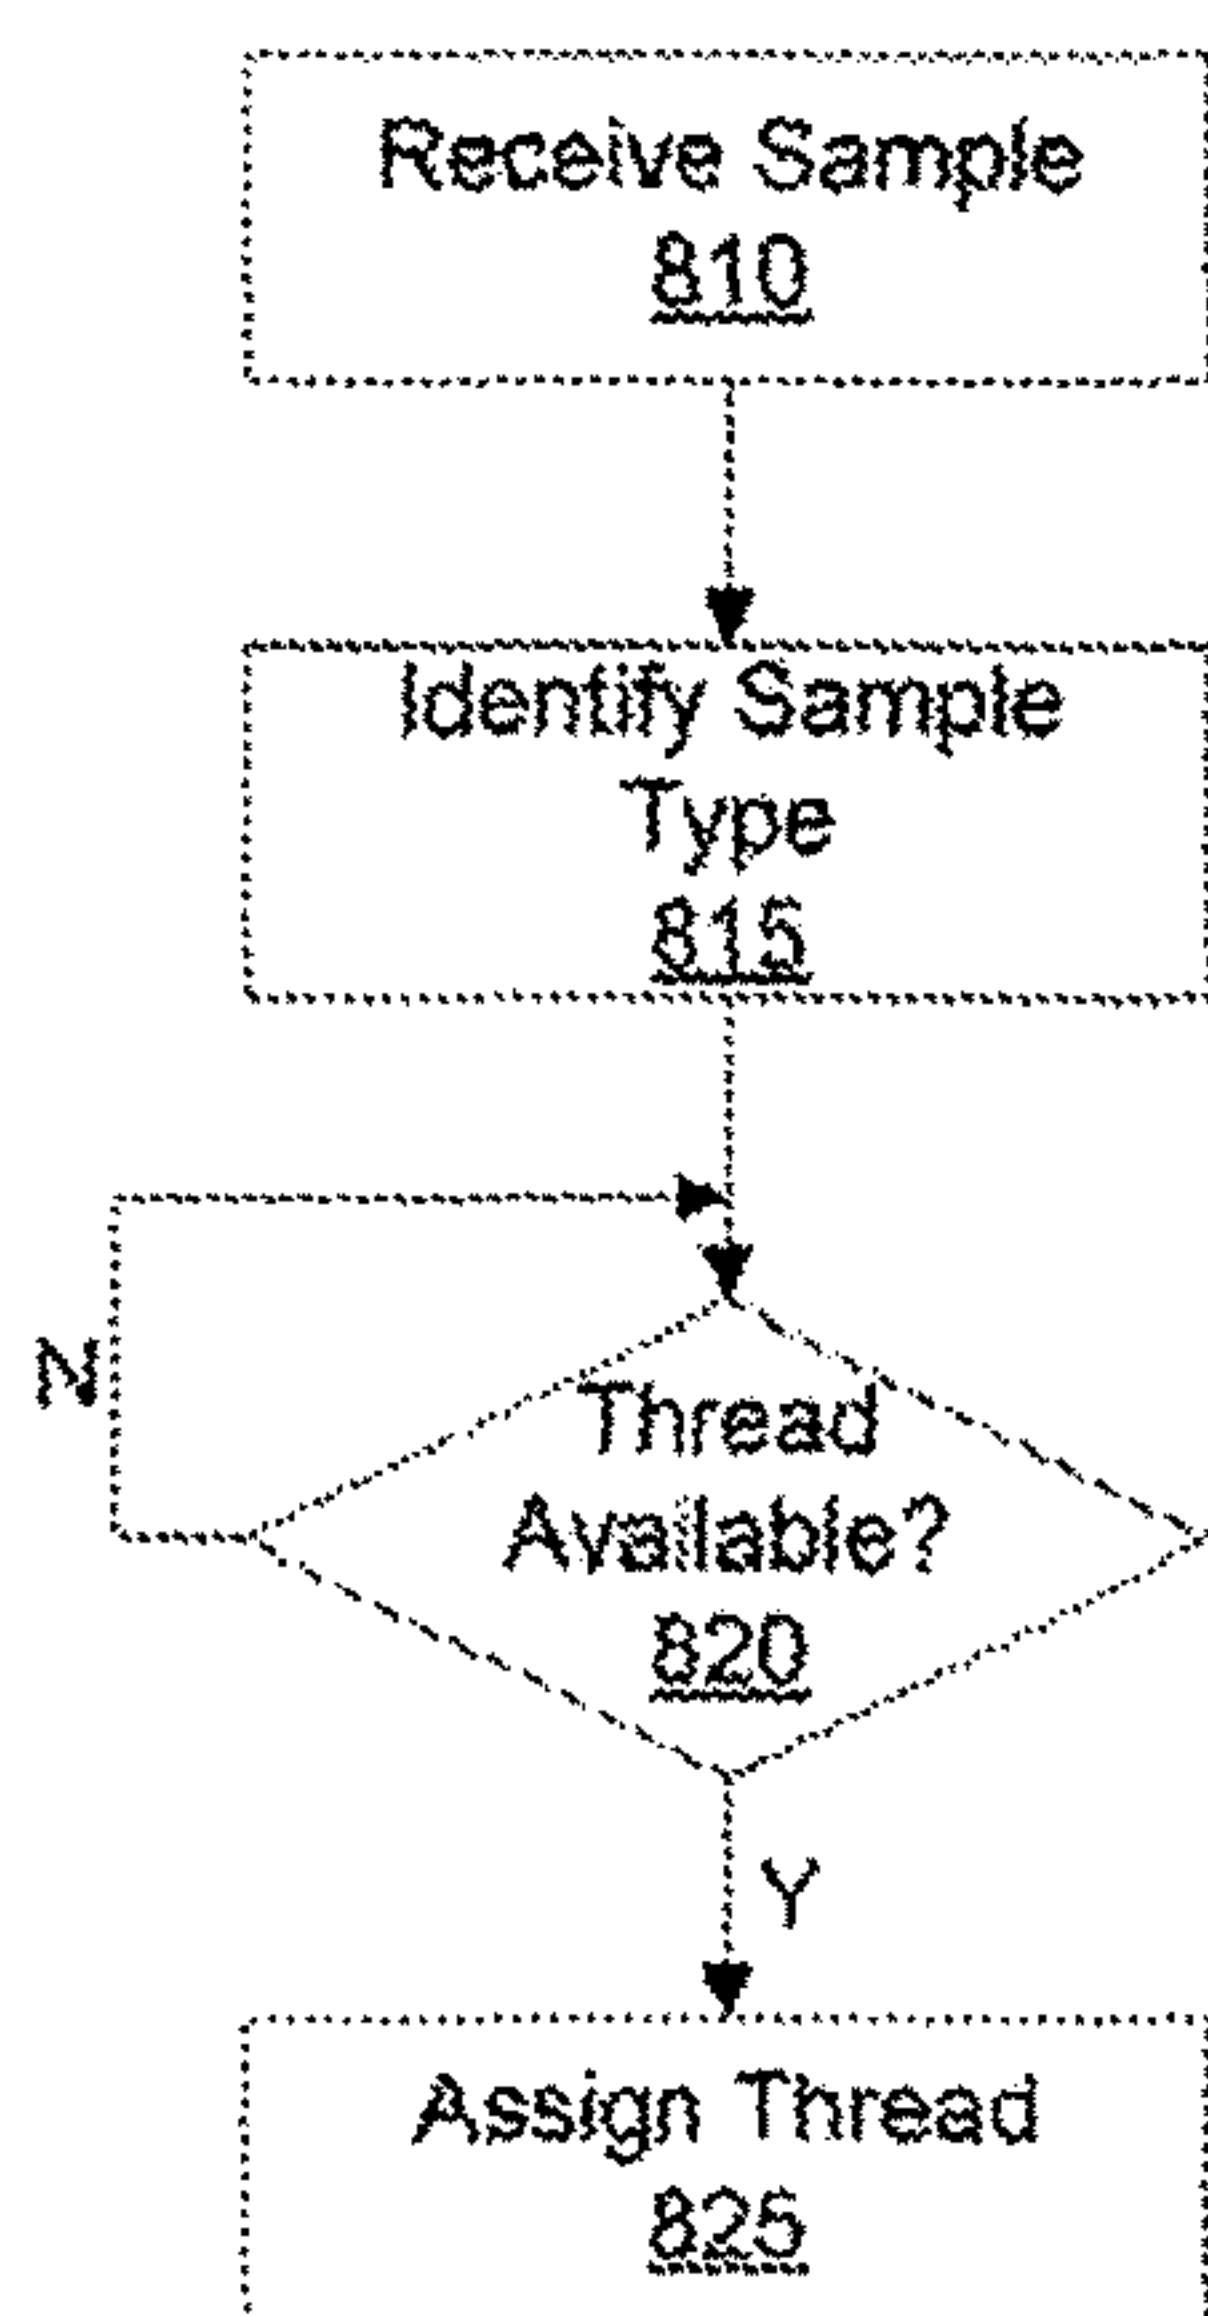 Receive Sample
810
Identify Sample
Type
815
N
Thread
Available?
820
Y
Assign Thread
825